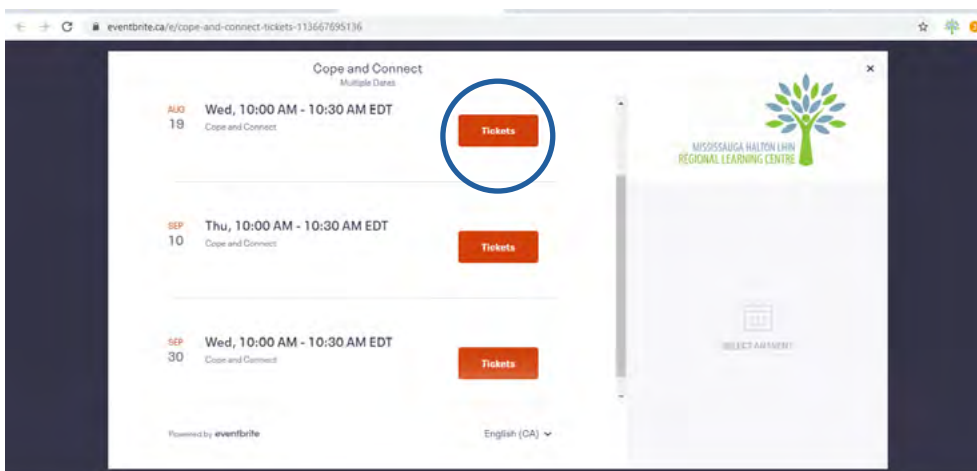 eventbrite.ca/e/cope-and-connect-tickets-113667695136
Cope and Connect
Multiple Dates
×
AUG
19
Wed, 10:00 AM - 10:30 AM EDT
Cope and Connect
Tickets
MISSISSAUGA HALTON LHIN
REGIONAL LEARNING CENTRE
SEP
10
Thu, 10:00 AM - 10:30 AM EDT
Cope and Connect
Tickets
SEP
30
Wed, 10:00 AM - 10:30 AM EDT
Cope and Connect
Tickets
SELECT AN EVENT
Powered by eventbrite
English (CA)